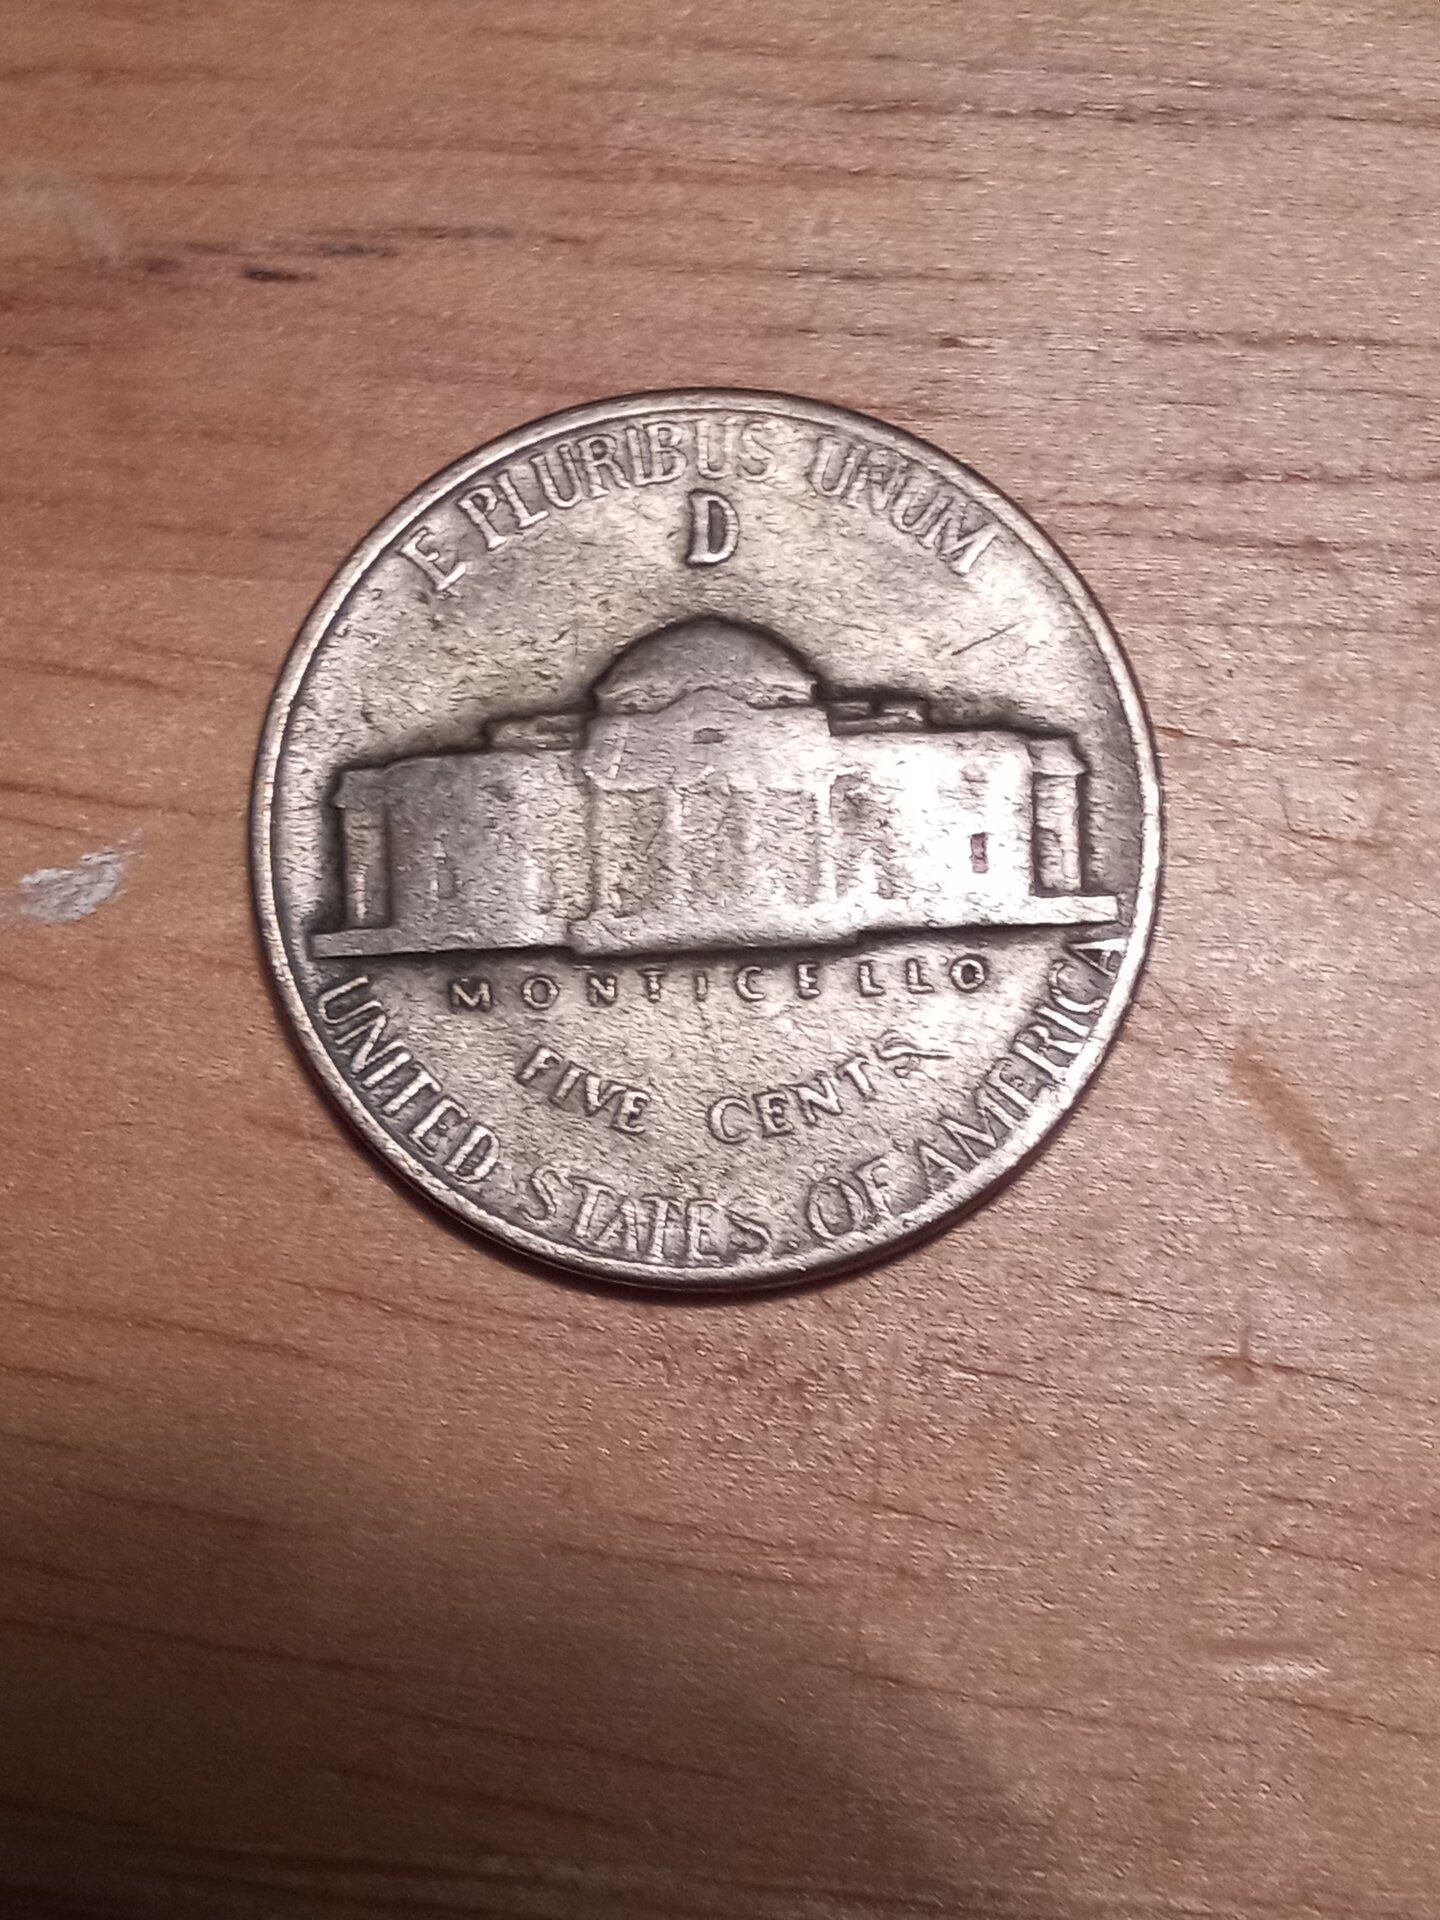 E PLURIBUS UNUM
D
MONTICELLO
FIVE CENTS
UNITED STATES OF AMERICA